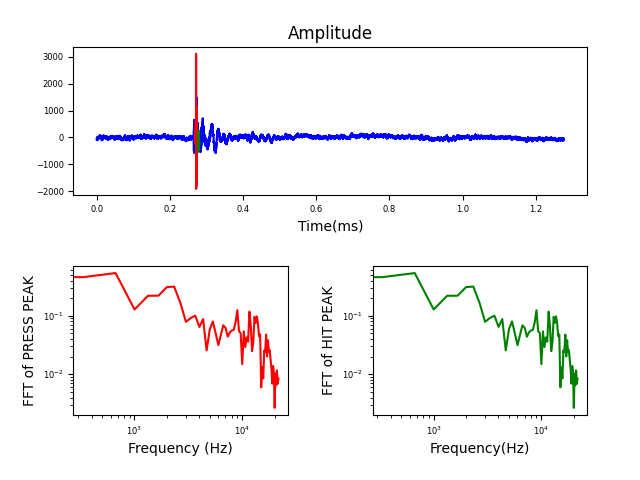 Amplitude
3000
2000
1000
0
−1000
−2000
0.0 0.2 0.4 0.6 0.8 1.0 1.2
Time(ms)
FFT of PRESS PEAK
10⁻¹
10⁻²
10³ 10⁴
Frequency (Hz)
FFT of HIT PEAK
10⁻¹
10⁻²
10³ 10⁴
Frequency(Hz)